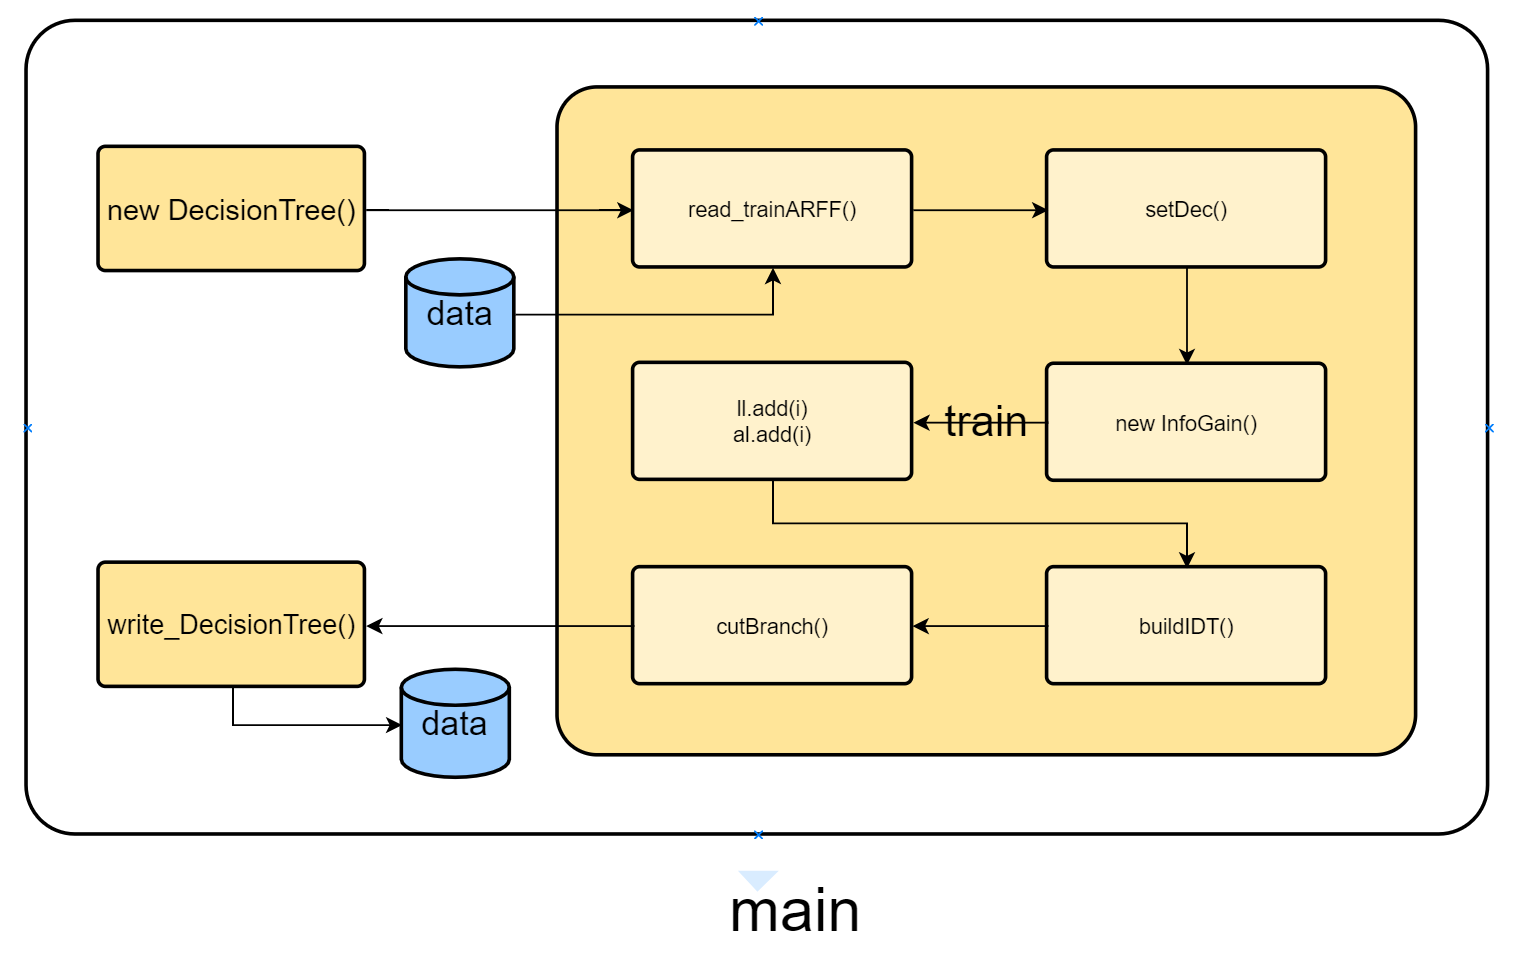 new DecisionTree()
read_trainARFF()
setDec()
data
ll.add(i)
al.add(i)
train
new InfoGain()
write_DecisionTree()
cutBranch()
buildIDT()
data
main